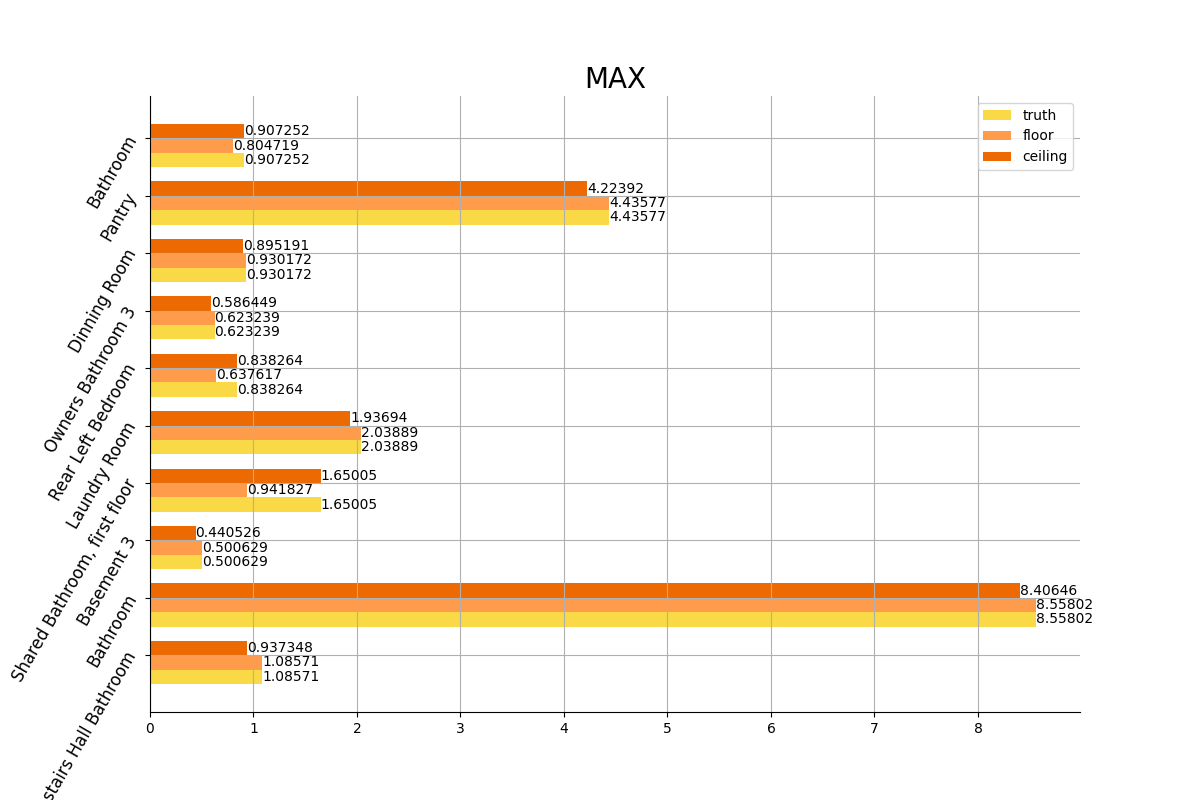 MAX
truth
floor
ceiling
Bathroom
0.907252
0.804719
0.907252
Pantry
4.22392
4.43577
4.43577
Dinning Room
0.895191
0.930172
0.930172
Owners Bathroom 3
0.586449
0.623239
0.623239
Rear Left Bedroom
0.838264
0.637617
0.838264
Laundry Room
1.93694
2.03889
2.03889
Shared Bathroom, first floor
1.65005
0.941827
1.65005
Basement 3
0.440526
0.500629
0.500629
Bathroom
8.40646
8.55802
8.55802
stairs Hall Bathroom
0.937348
1.08571
1.08571
0 1 2 3 4 5 6 7 8